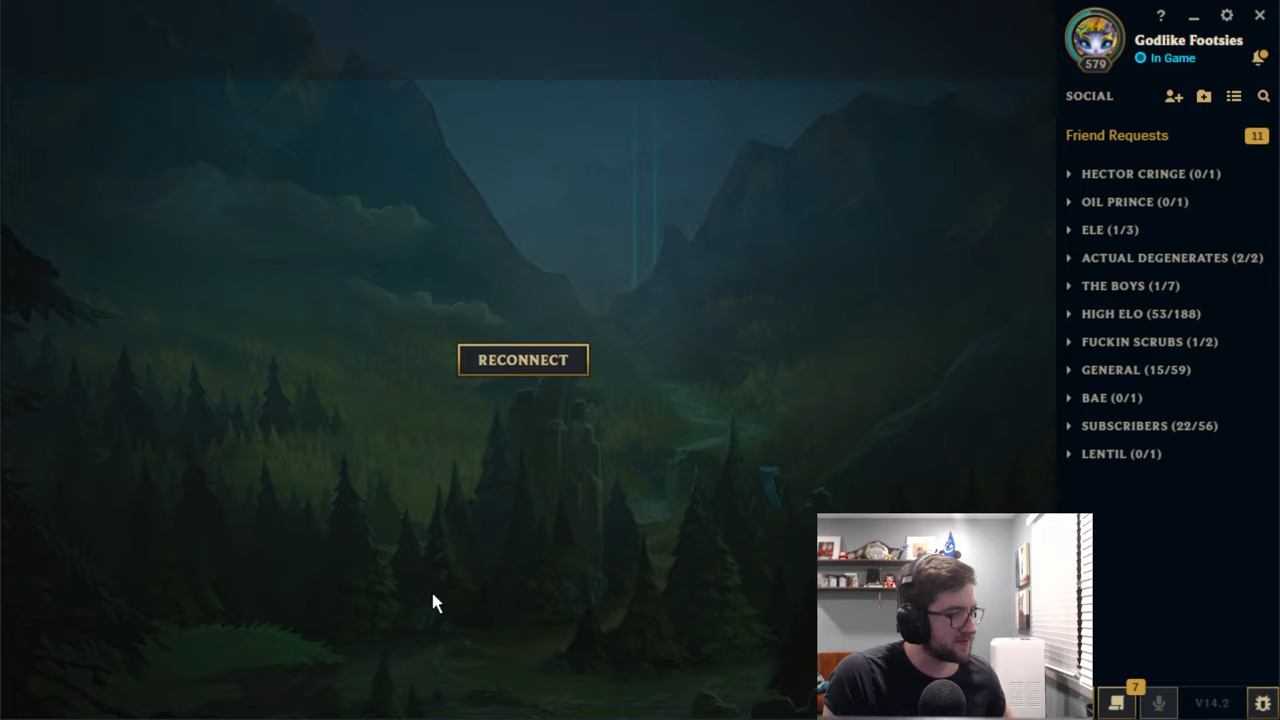 ?
Godlike Footsies
In Game
579
SOCIAL
Friend Requests
11
HECTOR CRINGE (0/1)
OIL PRINCE (0/1)
ELE (1/3)
ACTUAL DEGENERATES (2/2)
THE BOYS (1/7)
HIGH ELO (53/188)
RECONNECT
FUCKIN SCRUBS (1/2)
GENERAL (15/59)
BAE (0/1)
SUBSCRIBERS (22/56)
LENTIL (0/1)
7
V14.2